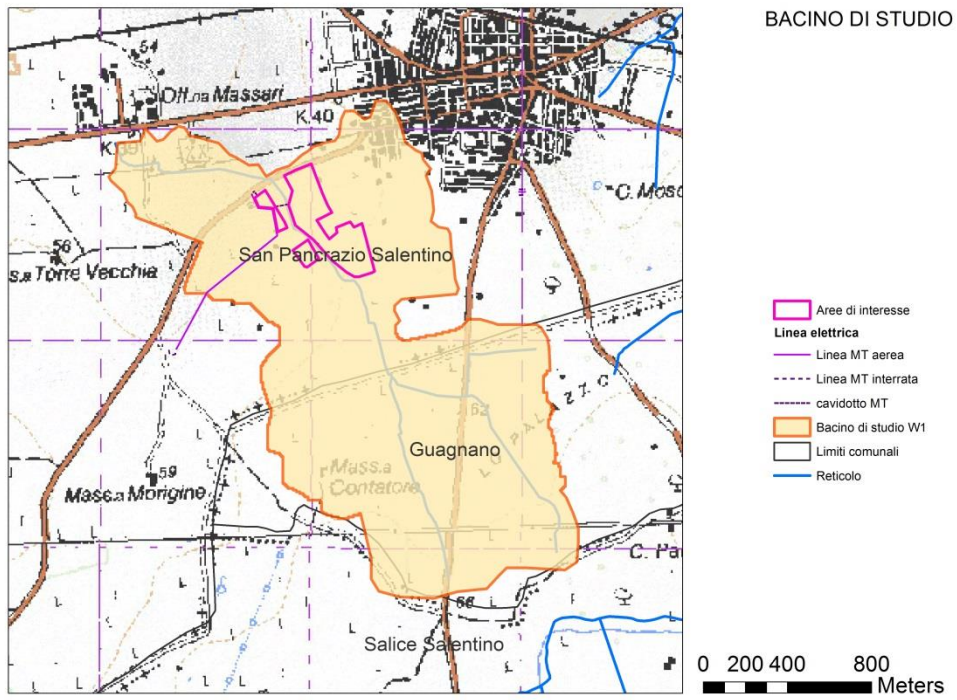 BACINO DI STUDIO
54
Off.na Massari
K.40
K.39
C. Mosc
56
San Pancrazio Salentino
s.a Torre Vecchia
Aree di interesse
Linea elettrica
Linea MT aerea
Linea MT interrata
cavidotto MT
Bacino di studio W1
Limiti comunali
Reticolo
62
Guagnano
59
Mass.a Contatore
Mass.a Morigine
C. Pa
66
Salice Salentino
0 200 400 800
Meters